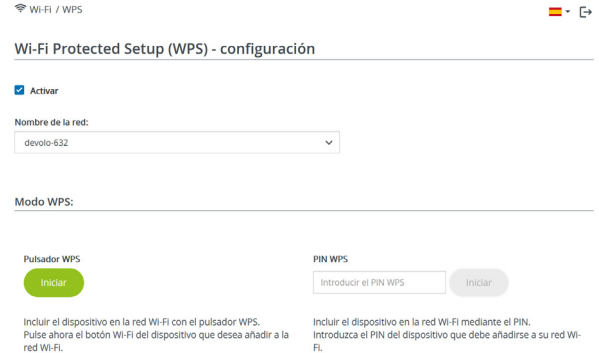 Wi-Fi / WPS
Wi-Fi Protected Setup (WPS) - configuración
Activar
Nombre de la red:
devolo-632
Modo WPS:
Pulsador WPS
Iniciar
Incluir el dispositivo en la red Wi-Fi con el pulsador WPS.
Pulse ahora el botón Wi-Fi del dispositivo que desea añadir a la
red Wi-Fi.
PIN WPS
Introducir el PIN WPS
Iniciar
Incluir el dispositivo en la red Wi-Fi mediante el PIN.
Introduzca el PIN del dispositivo que debe añadirse a su red Wi-
Fi.